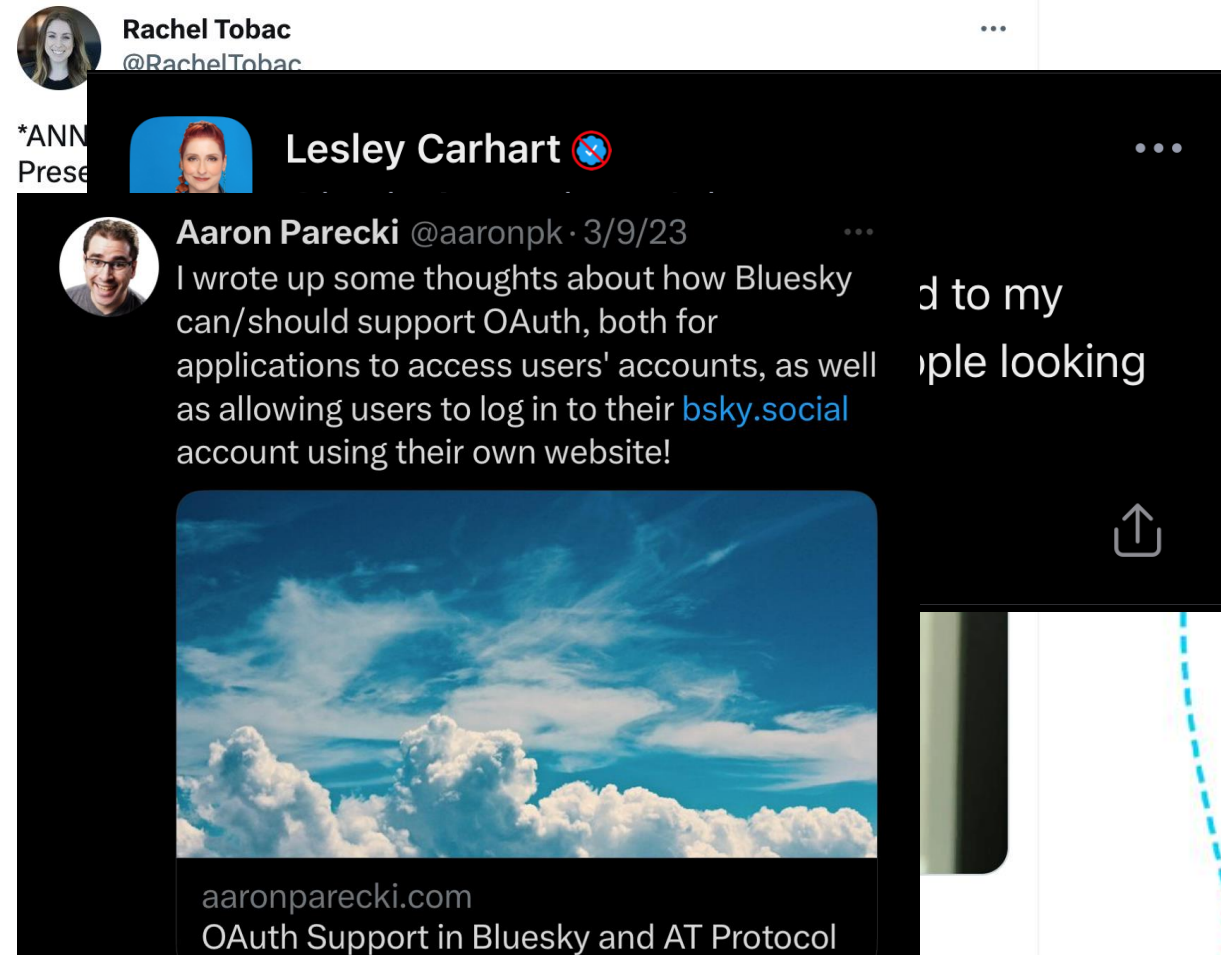 Rachel Tobac
@RachelTobac
*ANN
Prese
Lesley Carhart
Aaron Parecki @aaronpk · 3/9/23
I wrote up some thoughts about how Bluesky
can/should support OAuth, both for
applications to access users' accounts, as well
as allowing users to log in to their bsky.social
account using their own website!
d to my
ple looking
aaronparecki.com
OAuth Support in Bluesky and AT Protocol